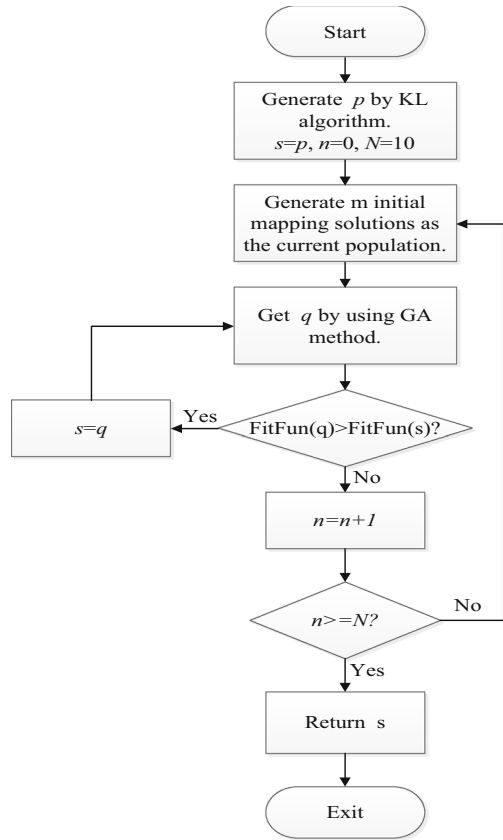 Start
Generate p by KL
algorithm.
s=p, n=0, N=10
Generate m initial
mapping solutions as
the current population.
Get q by using GA
method.
s=q
Yes
FitFun(q)>FitFun(s)?
No
n=n+1
n>=N?
No
Yes
Return s
Exit